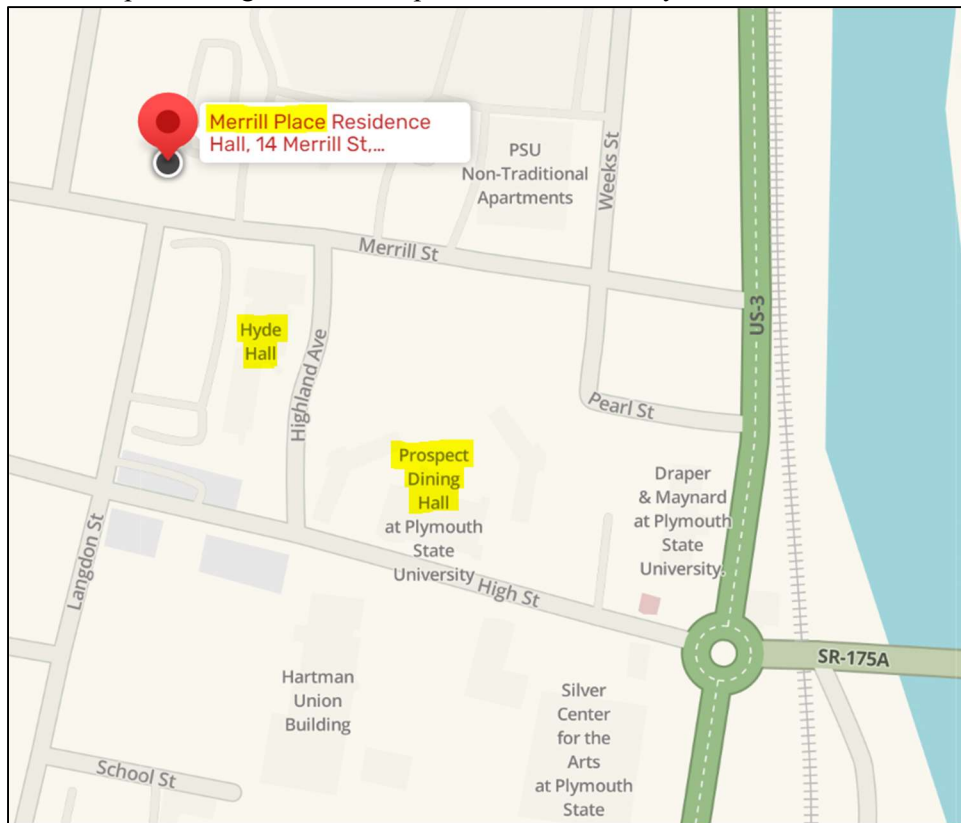 Merrill Place Residence
Hall, 14 Merrill St,...
PSU
Non-Traditional
Apartments
Weeks St
Merrill St
US-3
Hyde
Hall
Highland Ave
Pearl St
Prospect
Dining
Hall
at Plymouth
State
University
Draper
& Maynard
at Plymouth
State
University.
Langdon St
High St
SR-175A
Hartman
Union
Building
Silver
Center
for the
Arts
at Plymouth
State
School St